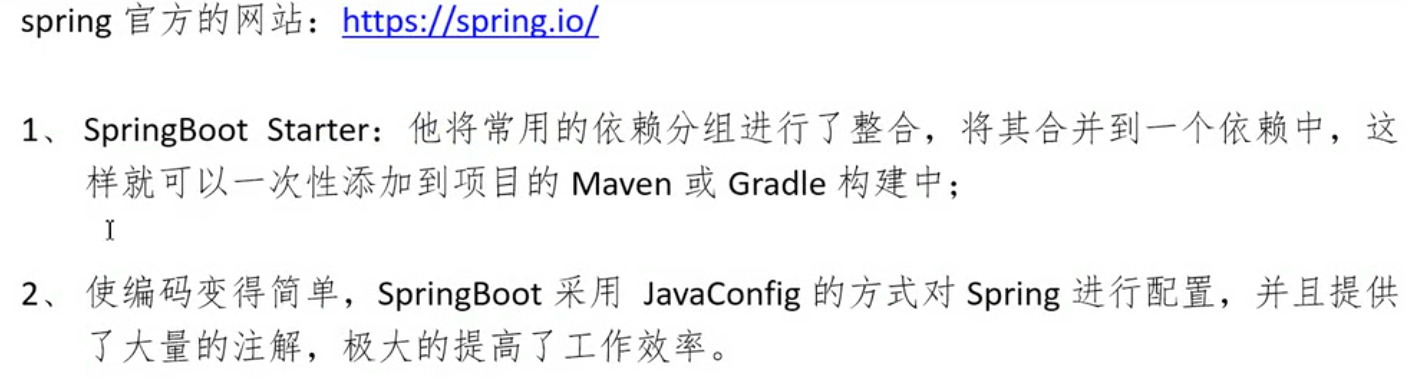 spring 官方的网站：https://spring.io/
1、 SpringBoot Starter：他将常用的依赖分组进行了整合，将其合并到一个依赖中，这
样就可以一次性添加到项目的 Maven 或 Gradle 构建中；
2、 使编码变得简单，SpringBoot 采用 JavaConfig 的方式对 Spring 进行配置，并且提供
了大量的注解，极大的提高了工作效率。